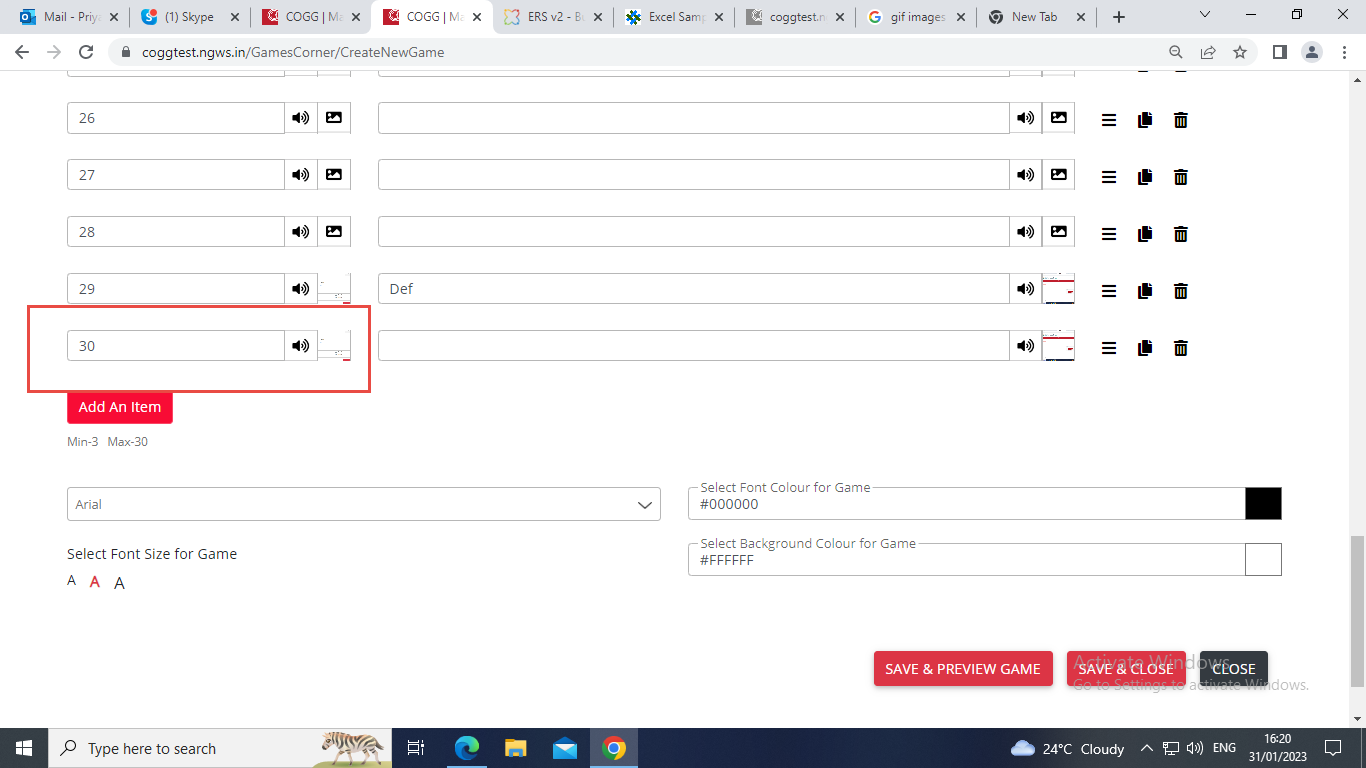 Mail - Priya
(1) Skype
COGG | Ma
COGG | Ma
ERS v2 - Bu
Excel Samp
coggtest.n
gif images
New Tab
coggtest.ngws.in/GamesCorner/CreateNewGame
26
27
28
29 Def
30
Add An Item
Min-3 Max-30
Arial
Select Font Colour for Game
#000000
Select Font Size for Game
Select Background Colour for Game
#FFFFFF
A A A
SAVE & PREVIEW GAME SAVE & CLOSE CLOSE
Activate Windows
Go to Settings to activate Windows.
Type here to search
24°C Cloudy
ENG
16:20
31/01/2023